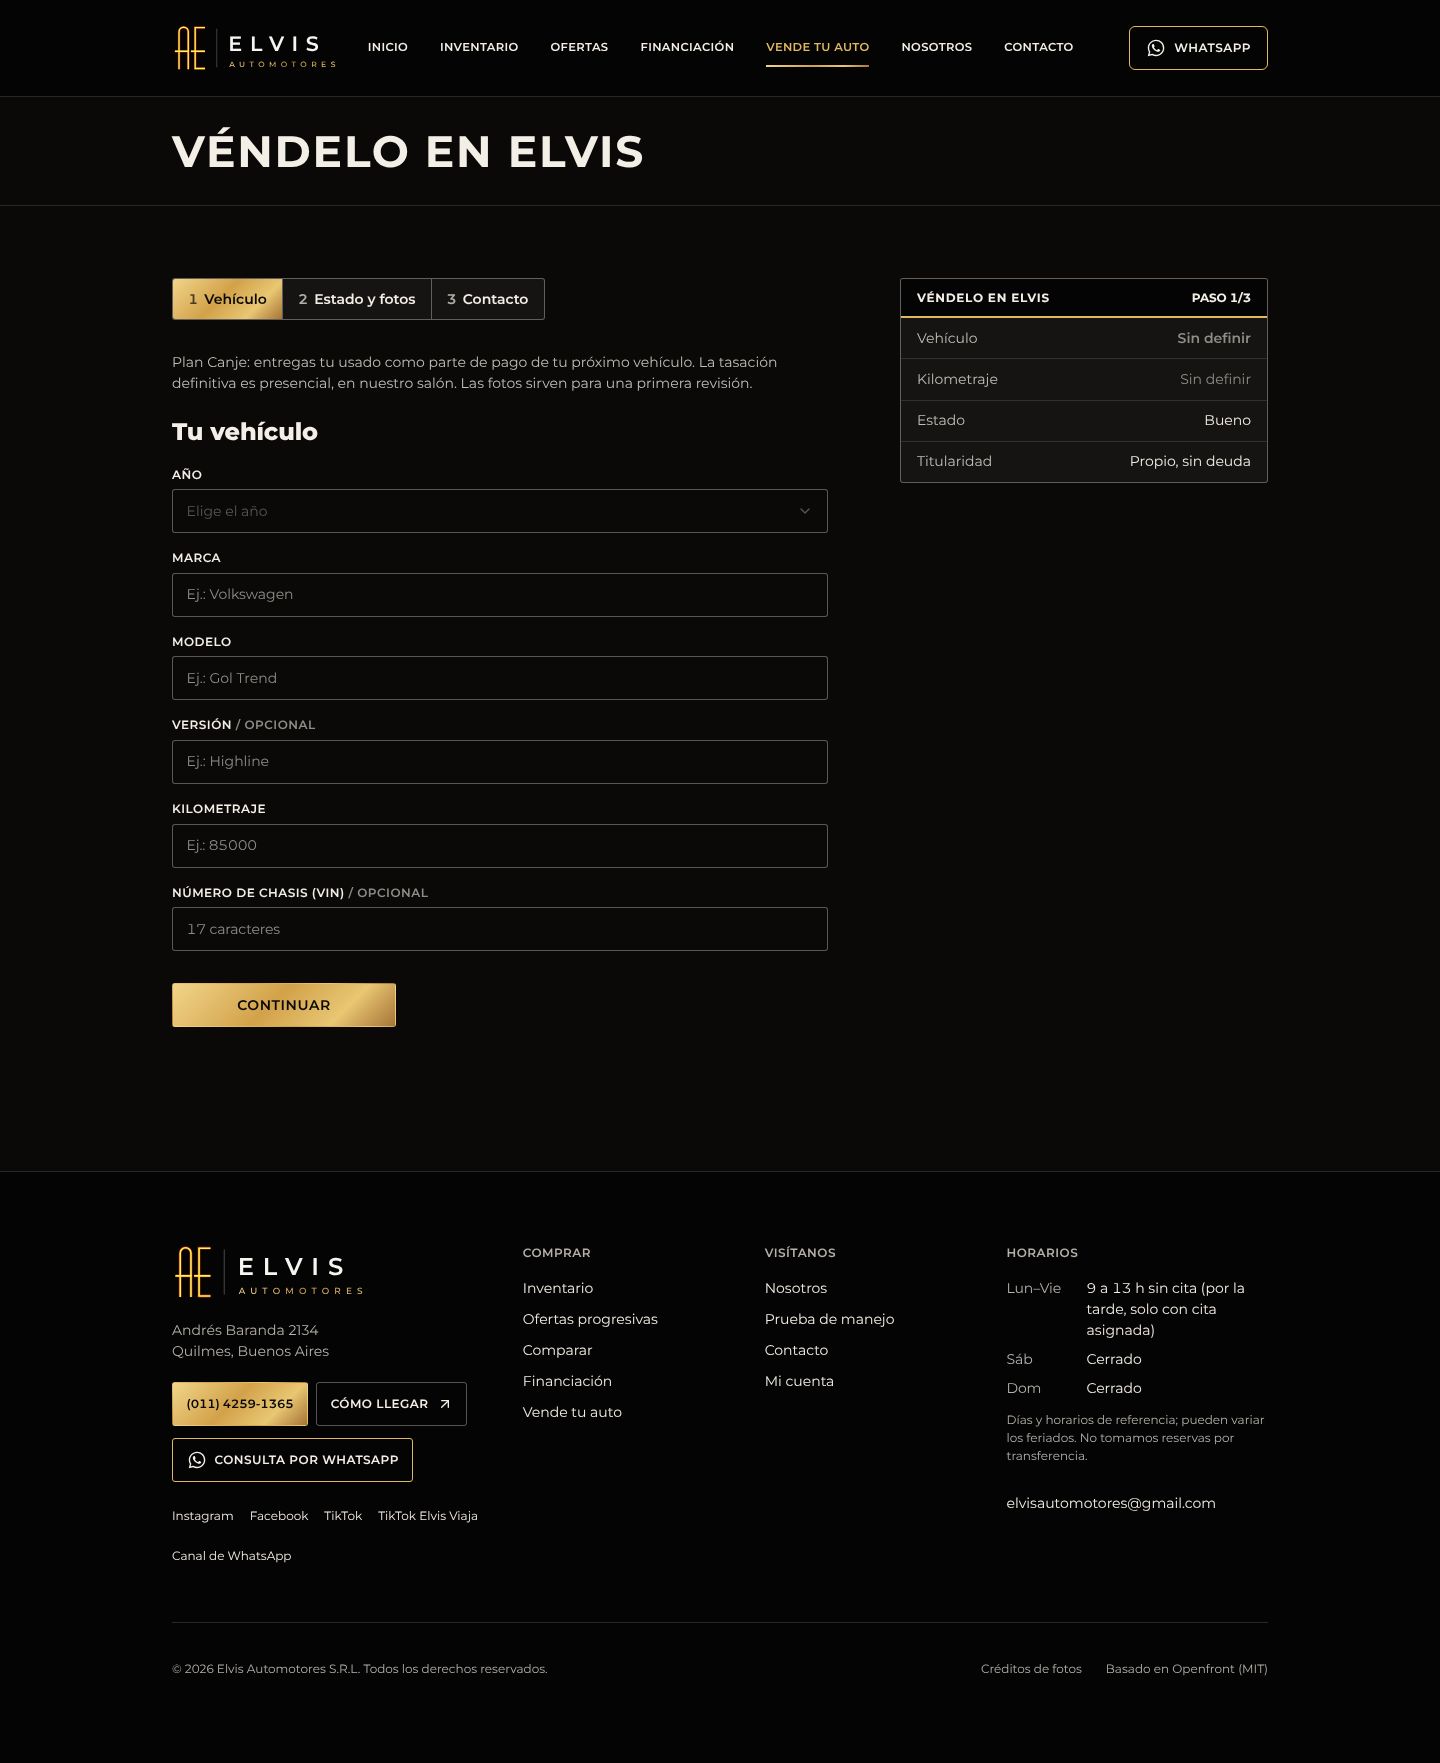 AE ELVIS
AUTOMOTORES
INICIO
INVENTARIO
OFERTAS
FINANCIACIÓN
VENDE TU AUTO
NOSOTROS
CONTACTO
WHATSAPP
VÉNDELO EN ELVIS
1 Vehículo
2 Estado y fotos
3 Contacto
Plan Canje: entregas tu usado como parte de pago de tu próximo vehículo. La tasación
definitiva es presencial, en nuestro salón. Las fotos sirven para una primera revisión.
Tu vehículo
AÑO
Elige el año
MARCA
Ej.: Volkswagen
MODELO
Ej.: Gol Trend
VERSIÓN / OPCIONAL
Ej.: Highline
KILOMETRAJE
Ej.: 85000
NÚMERO DE CHASIS (VIN) / OPCIONAL
17 caracteres
CONTINUAR
VÉNDELO EN ELVIS PASO 1/3
Vehículo Sin definir
Kilometraje Sin definir
Estado Bueno
Titularidad Propio, sin deuda
AE ELVIS
AUTOMOTORES
Andrés Baranda 2134
Quilmes, Buenos Aires
(011) 4259-1365
CÓMO LLEGAR
CONSULTA POR WHATSAPP
Instagram Facebook TikTok TikTok Elvis Viaja
Canal de WhatsApp
COMPRAR
Inventario
Ofertas progresivas
Comparar
Financiación
Vende tu auto
VISÍTANOS
Nosotros
Prueba de manejo
Contacto
Mi cuenta
HORARIOS
Lun–Vie 9 a 13 h sin cita (por la
tarde, solo con cita
asignada)
Sáb Cerrado
Dom Cerrado
Días y horarios de referencia; pueden variar
los feriados. No tomamos reservas por
transferencia.
elvisautomotores@gmail.com
© 2026 Elvis Automotores S.R.L. Todos los derechos reservados.
Créditos de fotos
Basado en Openfront (MIT)